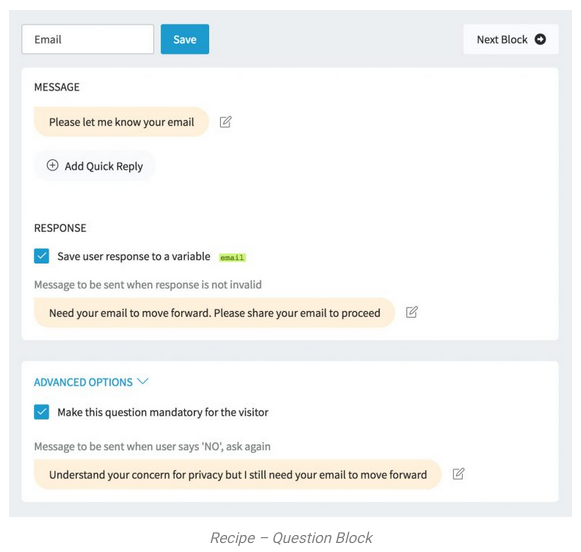 Email
Save
Next Block
MESSAGE
Please let me know your email
Add Quick Reply
RESPONSE
Save user response to a variable email
Message to be sent when response is not invalid
Need your email to move forward. Please share your email to proceed
ADVANCED OPTIONS
Make this question mandatory for the visitor
Message to be sent when user says 'NO', ask again
Understand your concern for privacy but I still need your email to move forward
Recipe – Question Block